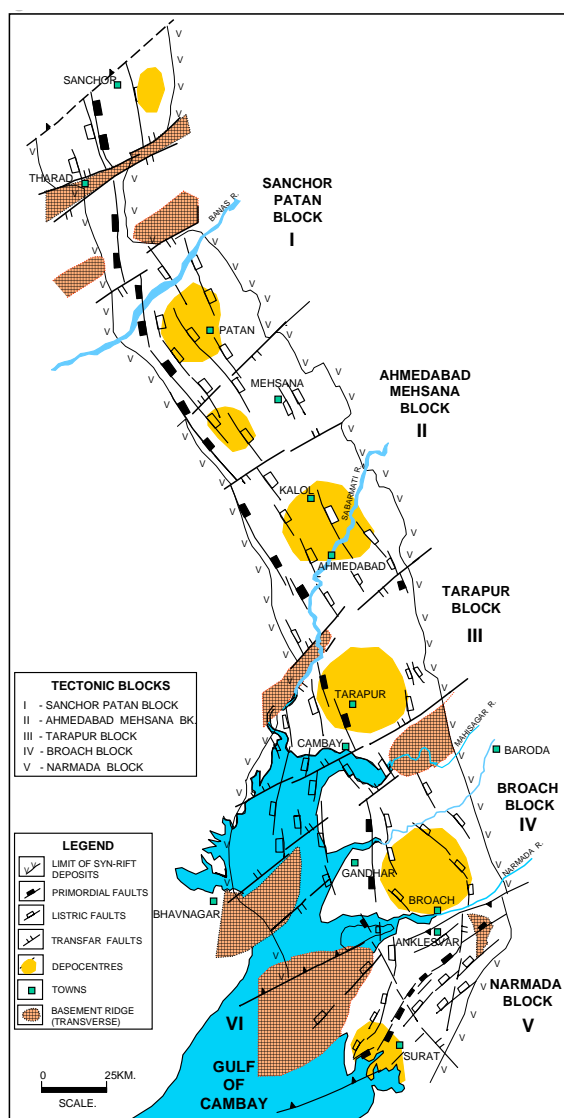 SANCHOR
THARAD
SANCHOR
PATAN
BLOCK
I
BANAS R.
PATAN
MEHSANA
AHMEDABAD
MEHSANA
BLOCK
II
KALOL
SABARMATI R.
AHMEDABAD
TARAPUR
BLOCK
III
TARAPUR
CAMBAY
MAHISAGAR R.
BARODA
TECTONIC BLOCKS
I - SANCHOR PATAN BLOCK
II - AHMEDABAD MEHSANA BK.
III - TARAPUR BLOCK
IV - BROACH BLOCK
V - NARMADA BLOCK
BROACH
BLOCK
IV
NARMADA R.
GANDHAR
BROACH
BHAVNAGAR
ANKLESVAR
NARMADA
BLOCK
V
VI
SURAT
GULF
OF
CAMBAY
LEGEND
LIMIT OF SYN-RIFT
DEPOSITS
PRIMORDIAL FAULTS
LISTRIC FAULTS
TRANSFAR FAULTS
DEPOCENTRES
TOWNS
BASEMENT RIDGE
(TRANSVERSE)
0 25KM.
SCALE.